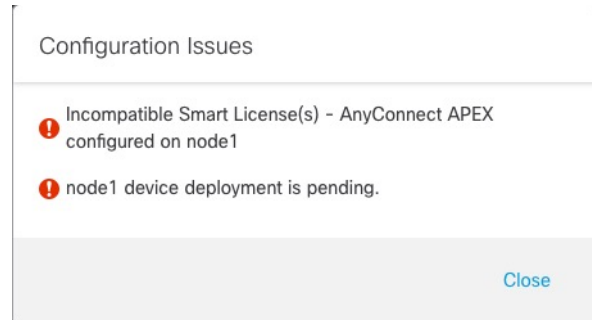 Configuration Issues
Incompatible Smart License(s) - AnyConnect APEX
configured on node1
node1 device deployment is pending.
Close